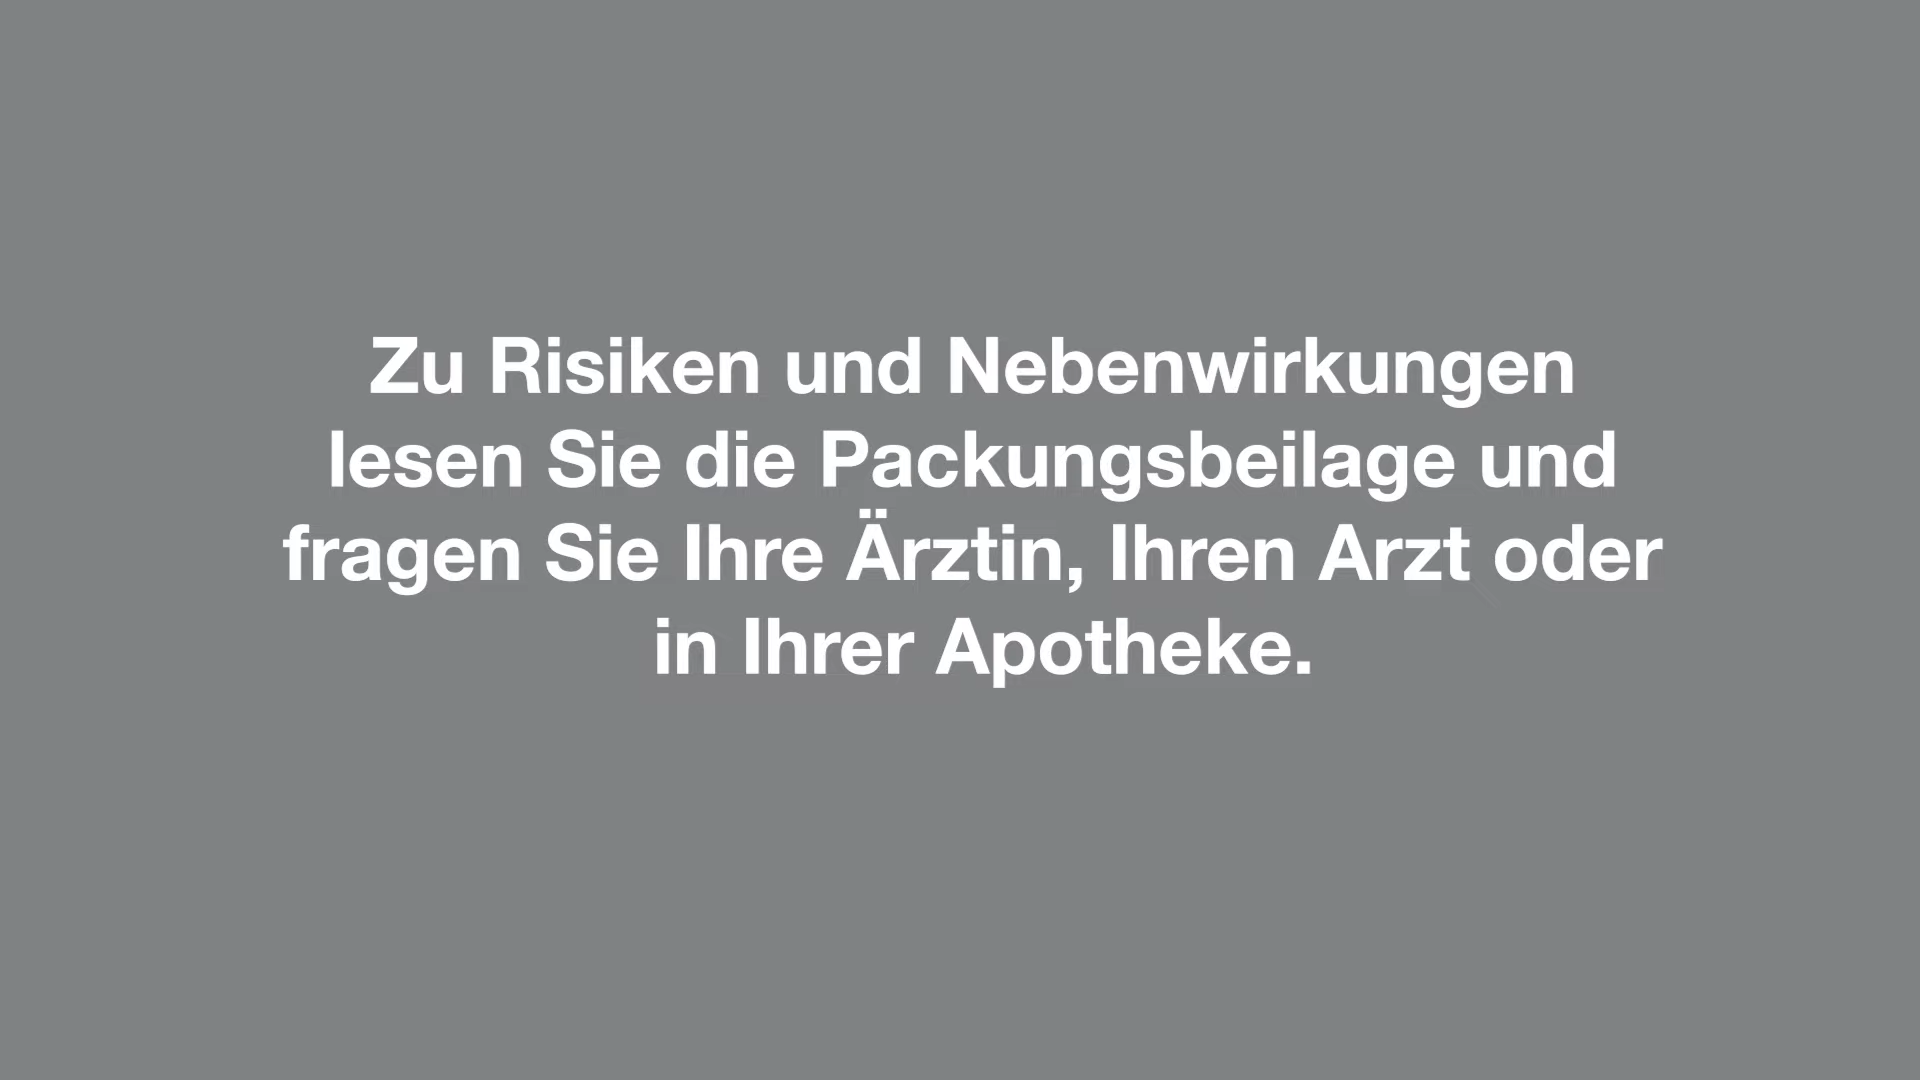 Zu Risiken und Nebenwirkungen
lesen Sie die Packungsbeilage und
fragen Sie Ihre Ärztin, Ihren Arzt oder
in Ihrer Apotheke.